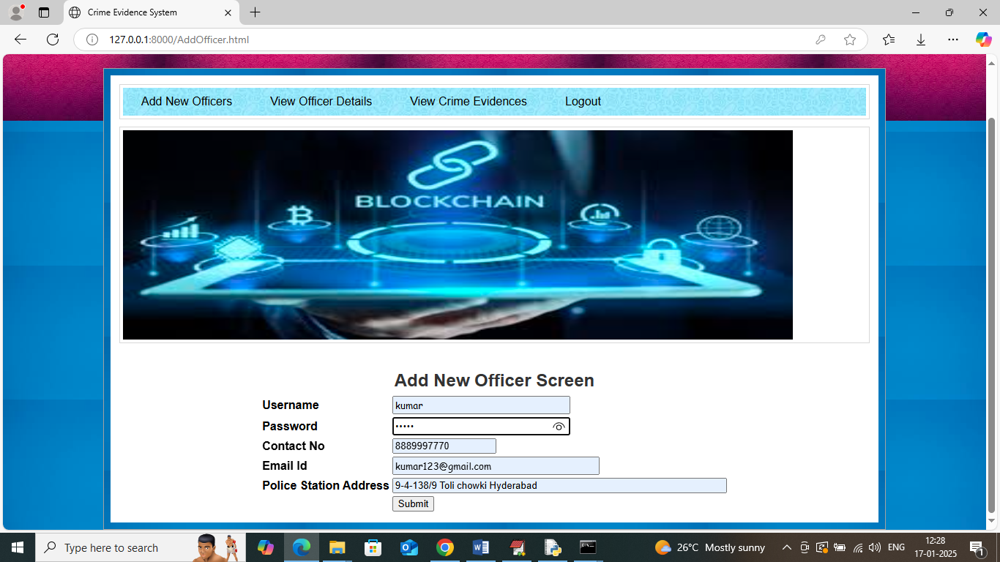 Crime Evidence System
127.0.0.1:8000/AddOfficer.html
Add New Officers View Officer Details View Crime Evidences Logout
BLOCKCHAIN
Add New Officer Screen
Username kumar
Password •••••
Contact No 8889997770
Email Id kumar123@gmail.com
Police Station Address 9-4-138/9 Toli chowki Hyderabad
Submit
Type here to search
26°C Mostly sunny
ENG
12:28
17-01-2025
1